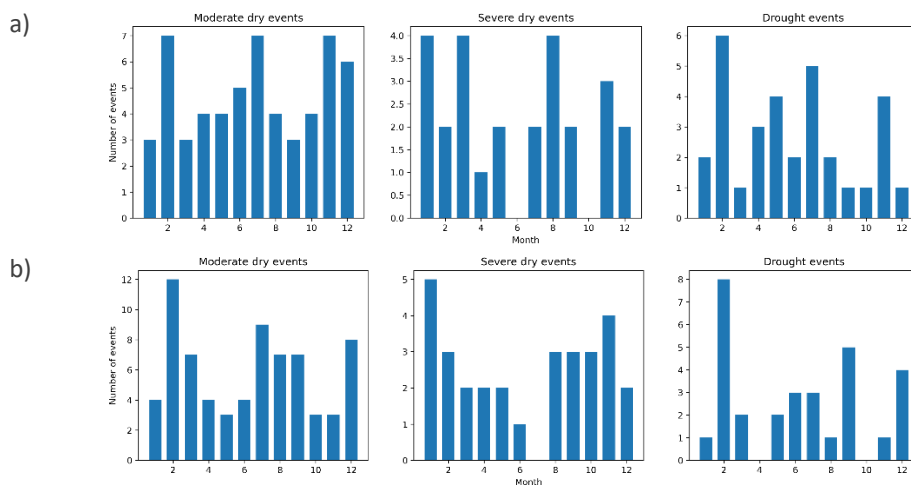 a)
Moderate dry events
Severe dry events
Drought events
Number of events
7
6
5
4
3
2
1
0
2 4 6 8 10 12
4.0
3.5
3.0
2.5
2.0
1.5
1.0
0.5
0.0
2 4 6 8 10 12
Month
6
5
4
3
2
1
0
2 4 6 8 10 12
b)
Moderate dry events
Severe dry events
Drought events
Number of events
12
10
8
6
4
2
0
2 4 6 8 10 12
5
4
3
2
1
0
2 4 6 8 10 12
Month
8
7
6
5
4
3
2
1
0
2 4 6 8 10 12